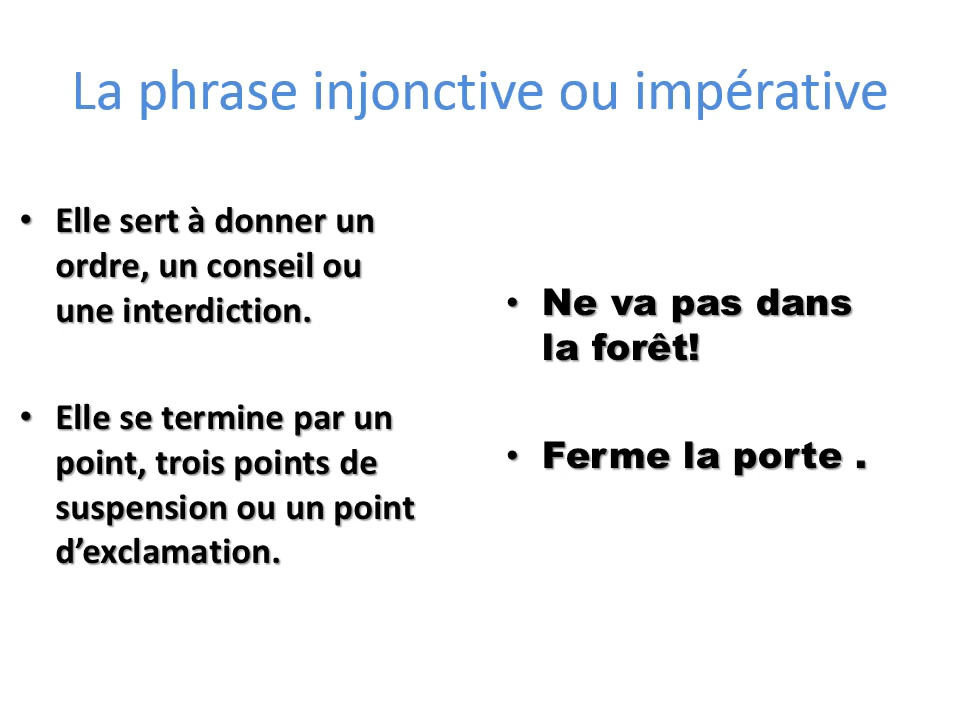 La phrase injonctive ou impérative
• Elle sert à donner un
ordre, un conseil ou
une interdiction.
• Elle se termine par un
point, trois points de
suspension ou un point
d’exclamation.
• Ne va pas dans
la forêt!
• Ferme la porte .